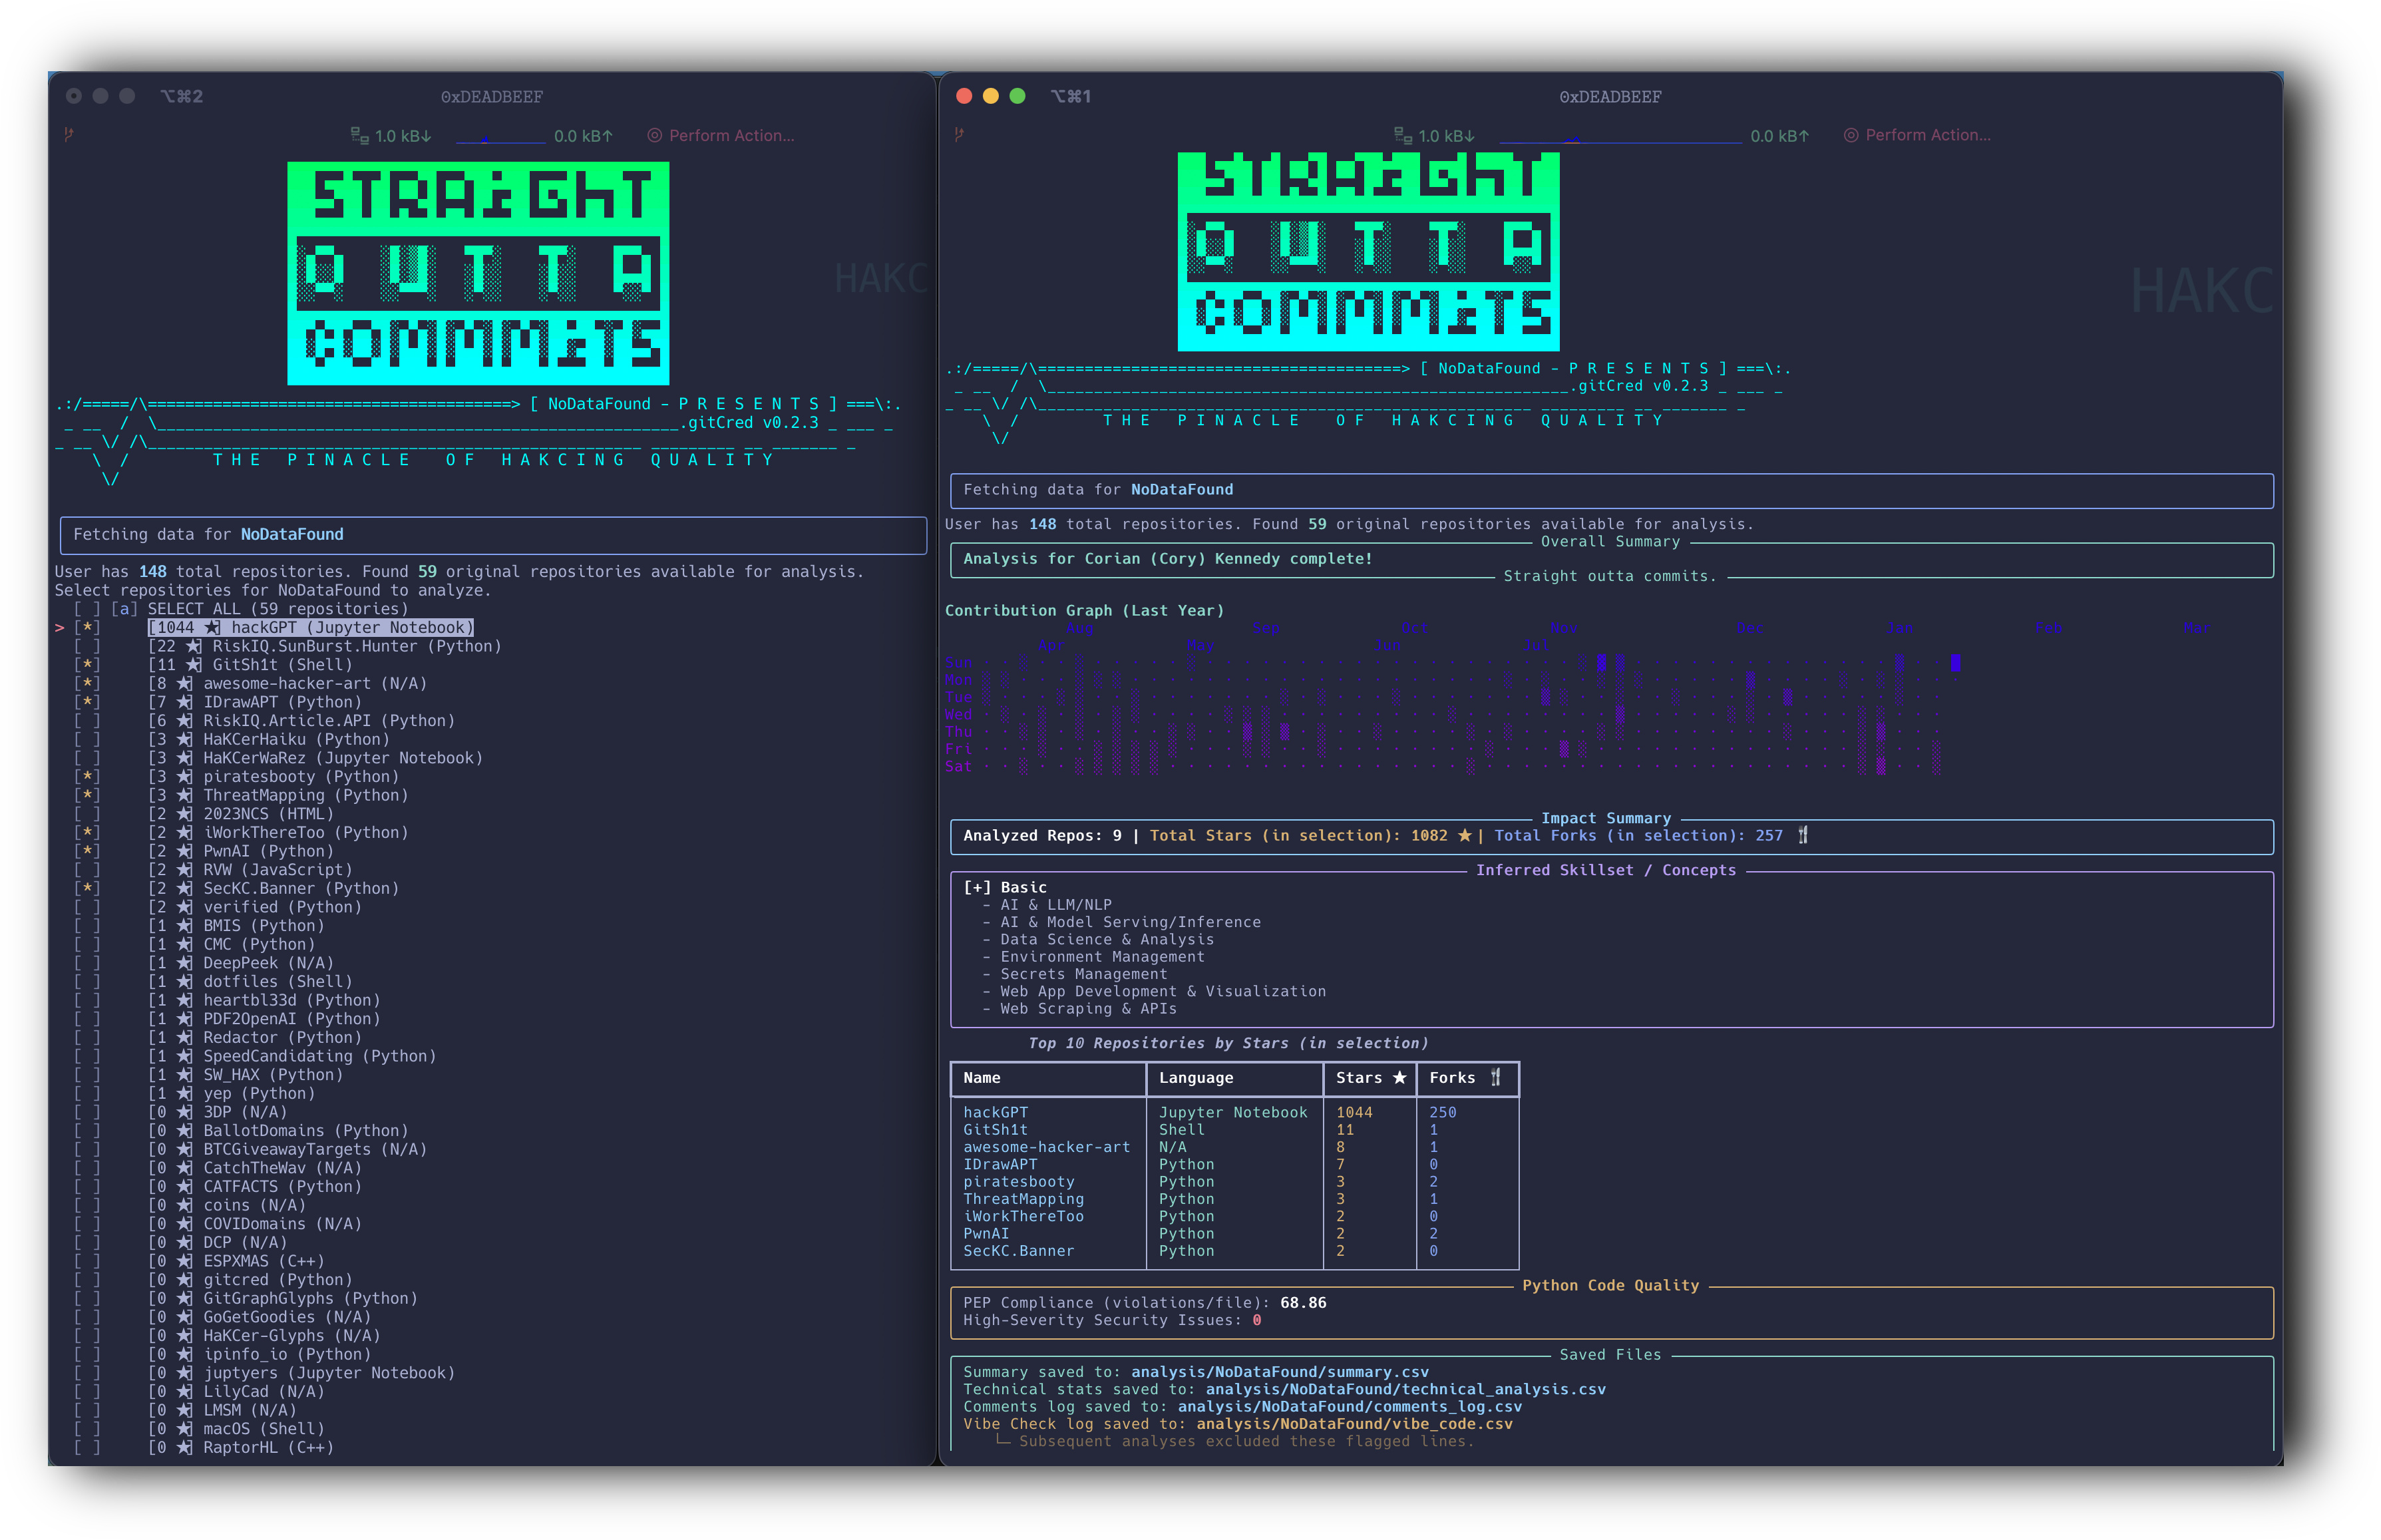 ⌥⌘2 0xDEADBEEF
1.0 kB↓ 0.0 kB↑ Perform Action...
STRAiGhT
OUTTA
COMMMiTS
HAKC
.:/=====/\=======================================> [ NoDataFound - P R E S E N T S ] ===\:.
_ __ / \________________________________________________________.gitCred v0.2.3 _ ___ _
_ __ \/ /\_____________________________________________________ _________ __ _______ _
\ / T H E P I N A C L E O F H A K C I N G Q U A L I T Y
\/
Fetching data for NoDataFound
User has 148 total repositories. Found 59 original repositories available for analysis.
Select repositories for NoDataFound to analyze.
[ ] [a] SELECT ALL (59 repositories)
> [*] [1044 ★] hackGPT (Jupyter Notebook)
[ ] [22 ★] RiskIQ.SunBurst.Hunter (Python)
[*] [11 ★] GitSh1t (Shell)
[*] [8 ★] awesome-hacker-art (N/A)
[*] [7 ★] IDrawAPT (Python)
[ ] [6 ★] RiskIQ.Article.API (Python)
[ ] [3 ★] HaKCerHaiku (Python)
[ ] [3 ★] HaKCerWaRez (Jupyter Notebook)
[*] [3 ★] piratesbooty (Python)
[*] [3 ★] ThreatMapping (Python)
[ ] [2 ★] 2023NCS (HTML)
[*] [2 ★] iWorkThereToo (Python)
[*] [2 ★] PwnAI (Python)
[ ] [2 ★] RVW (JavaScript)
[*] [2 ★] SecKC.Banner (Python)
[ ] [2 ★] verified (Python)
[ ] [1 ★] BMIS (Python)
[ ] [1 ★] CMC (Python)
[ ] [1 ★] DeepPeek (N/A)
[ ] [1 ★] dotfiles (Shell)
[ ] [1 ★] heartbl33d (Python)
[ ] [1 ★] PDF2OpenAI (Python)
[ ] [1 ★] Redactor (Python)
[ ] [1 ★] SpeedCandidating (Python)
[ ] [1 ★] SW_HAX (Python)
[ ] [1 ★] yep (Python)
[ ] [0 ★] 3DP (N/A)
[ ] [0 ★] BallotDomains (Python)
[ ] [0 ★] BTCGiveawayTargets (N/A)
[ ] [0 ★] CatchTheWav (N/A)
[ ] [0 ★] CATFACTS (Python)
[ ] [0 ★] coins (N/A)
[ ] [0 ★] COVIDomains (N/A)
[ ] [0 ★] DCP (N/A)
[ ] [0 ★] ESPXMAS (C++)
[ ] [0 ★] gitcred (Python)
[ ] [0 ★] GitGraphGlyphs (Python)
[ ] [0 ★] GoGetGoodies (N/A)
[ ] [0 ★] HaKCer-Glyphs (N/A)
[ ] [0 ★] ipinfo_io (Python)
[ ] [0 ★] juptyers (Jupyter Notebook)
[ ] [0 ★] LilyCad (N/A)
[ ] [0 ★] LMSM (N/A)
[ ] [0 ★] macOS (Shell)
[ ] [0 ★] RaptorHL (C++)
⌥⌘1 0xDEADBEEF
1.0 kB↓ 0.0 kB↑ Perform Action...
STRAiGhT
OUTTA
COMMMiTS
HAKC
.:/=====/\=======================================> [ NoDataFound - P R E S E N T S ] ===\:.
_ __ / \________________________________________________________.gitCred v0.2.3 _ ___ _
_ __ \/ /\_____________________________________________________ _________ __ _______ _
\ / T H E P I N A C L E O F H A K C I N G Q U A L I T Y
\/
Fetching data for NoDataFound
User has 148 total repositories. Found 59 original repositories available for analysis.
Overall Summary
Analysis for Corian (Cory) Kennedy complete!
Straight outta commits.
Contribution Graph (Last Year)
Aug Sep Oct Nov Dec Jan Feb Mar
Apr May Jun Jul
Sun
Mon
Tue
Wed
Thu
Fri
Sat
Impact Summary
Analyzed Repos: 9 | Total Stars (in selection): 1082 ★ | Total Forks (in selection): 257 🍴
Inferred Skillset / Concepts
[+] Basic
- AI & LLM/NLP
- AI & Model Serving/Inference
- Data Science & Analysis
- Environment Management
- Secrets Management
- Web App Development & Visualization
- Web Scraping & APIs
Top 10 Repositories by Stars (in selection)
Name Language Stars ★ Forks 🍴
hackGPT Jupyter Notebook 1044 250
GitSh1t Shell 11 1
awesome-hacker-art N/A 8 1
IDrawAPT Python 7 0
piratesbooty Python 3 2
ThreatMapping Python 3 1
iWorkThereToo Python 2 0
PwnAI Python 2 2
SecKC.Banner Python 2 0
Python Code Quality
PEP Compliance (violations/file): 68.86
High-Severity Security Issues: 0
Saved Files
Summary saved to: analysis/NoDataFound/summary.csv
Technical stats saved to: analysis/NoDataFound/technical_analysis.csv
Comments log saved to: analysis/NoDataFound/comments_log.csv
Vibe Check log saved to: analysis/NoDataFound/vibe_code.csv
└─ Subsequent analyses excluded these flagged lines.